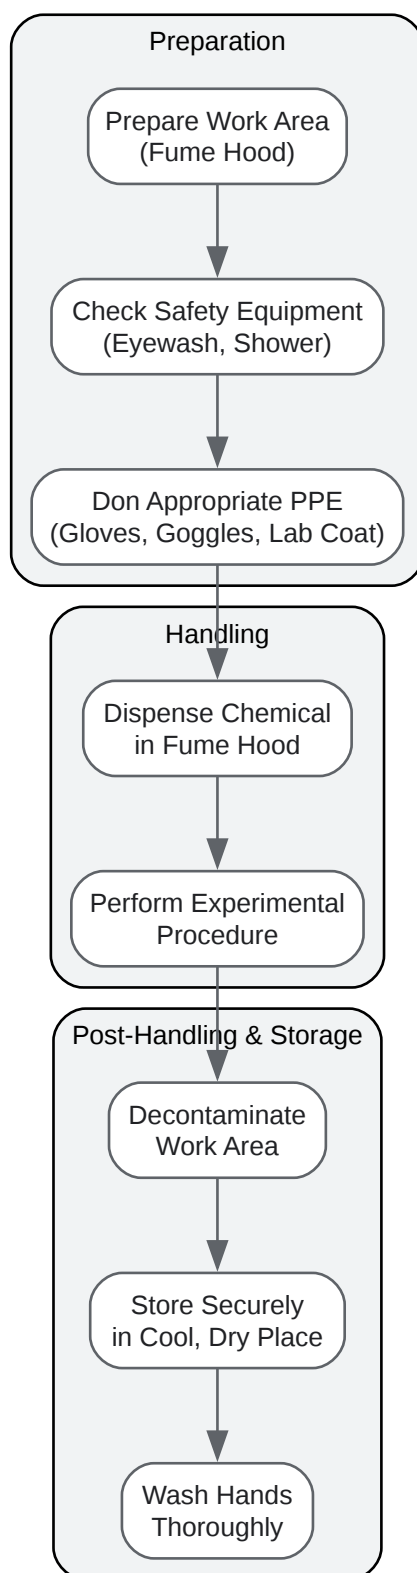 Preparation
Prepare Work Area
(Fume Hood)
Check Safety Equipment
(Eyewash, Shower)
Don Appropriate PPE
(Gloves, Goggles, Lab Coat)
Handling
Dispense Chemical
in Fume Hood
Perform Experimental
Procedure
Post-Handling & Storage
Decontaminate
Work Area
Store Securely
in Cool, Dry Place
Wash Hands
Thoroughly